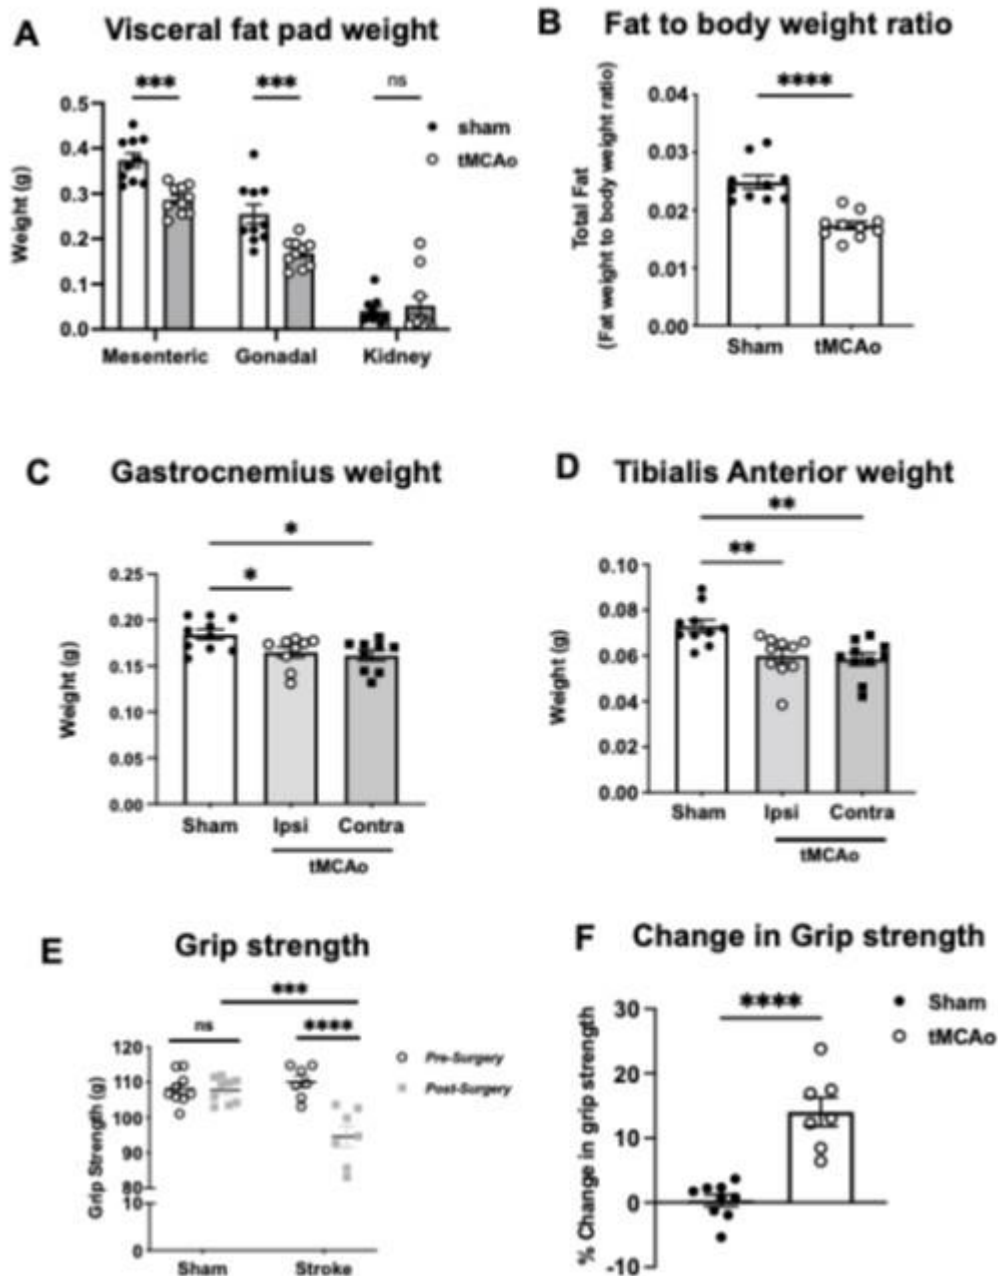 A Visceral fat pad weight
*** *** ns
0.5
0.4
0.3
0.2
0.1
0.0
Weight (g)
sham
tMCAo
Mesenteric Gonadal Kidney
B Fat to body weight ratio
****
0.04
0.03
0.02
0.01
0.00
Total Fat
(Fat weight to body weight ratio)
Sham tMCAo
C Gastrocnemius weight
*
*
0.25
0.20
0.15
0.10
0.05
0.00
Weight (g)
Sham Ipsi Contra
tMCAo
D Tibialis Anterior weight
**
**
0.10
0.08
0.06
0.04
0.02
0.00
Weight (g)
Sham Ipsi Contra
tMCAo
E Grip strength
***
ns ****
120
110
100
90
80
10
0
Grip Strength (g)
Pre-Surgery
Post-Surgery
Sham Stroke
F Change in Grip strength
****
30
20
10
0
-10
% Change in grip strength
Sham
tMCAo